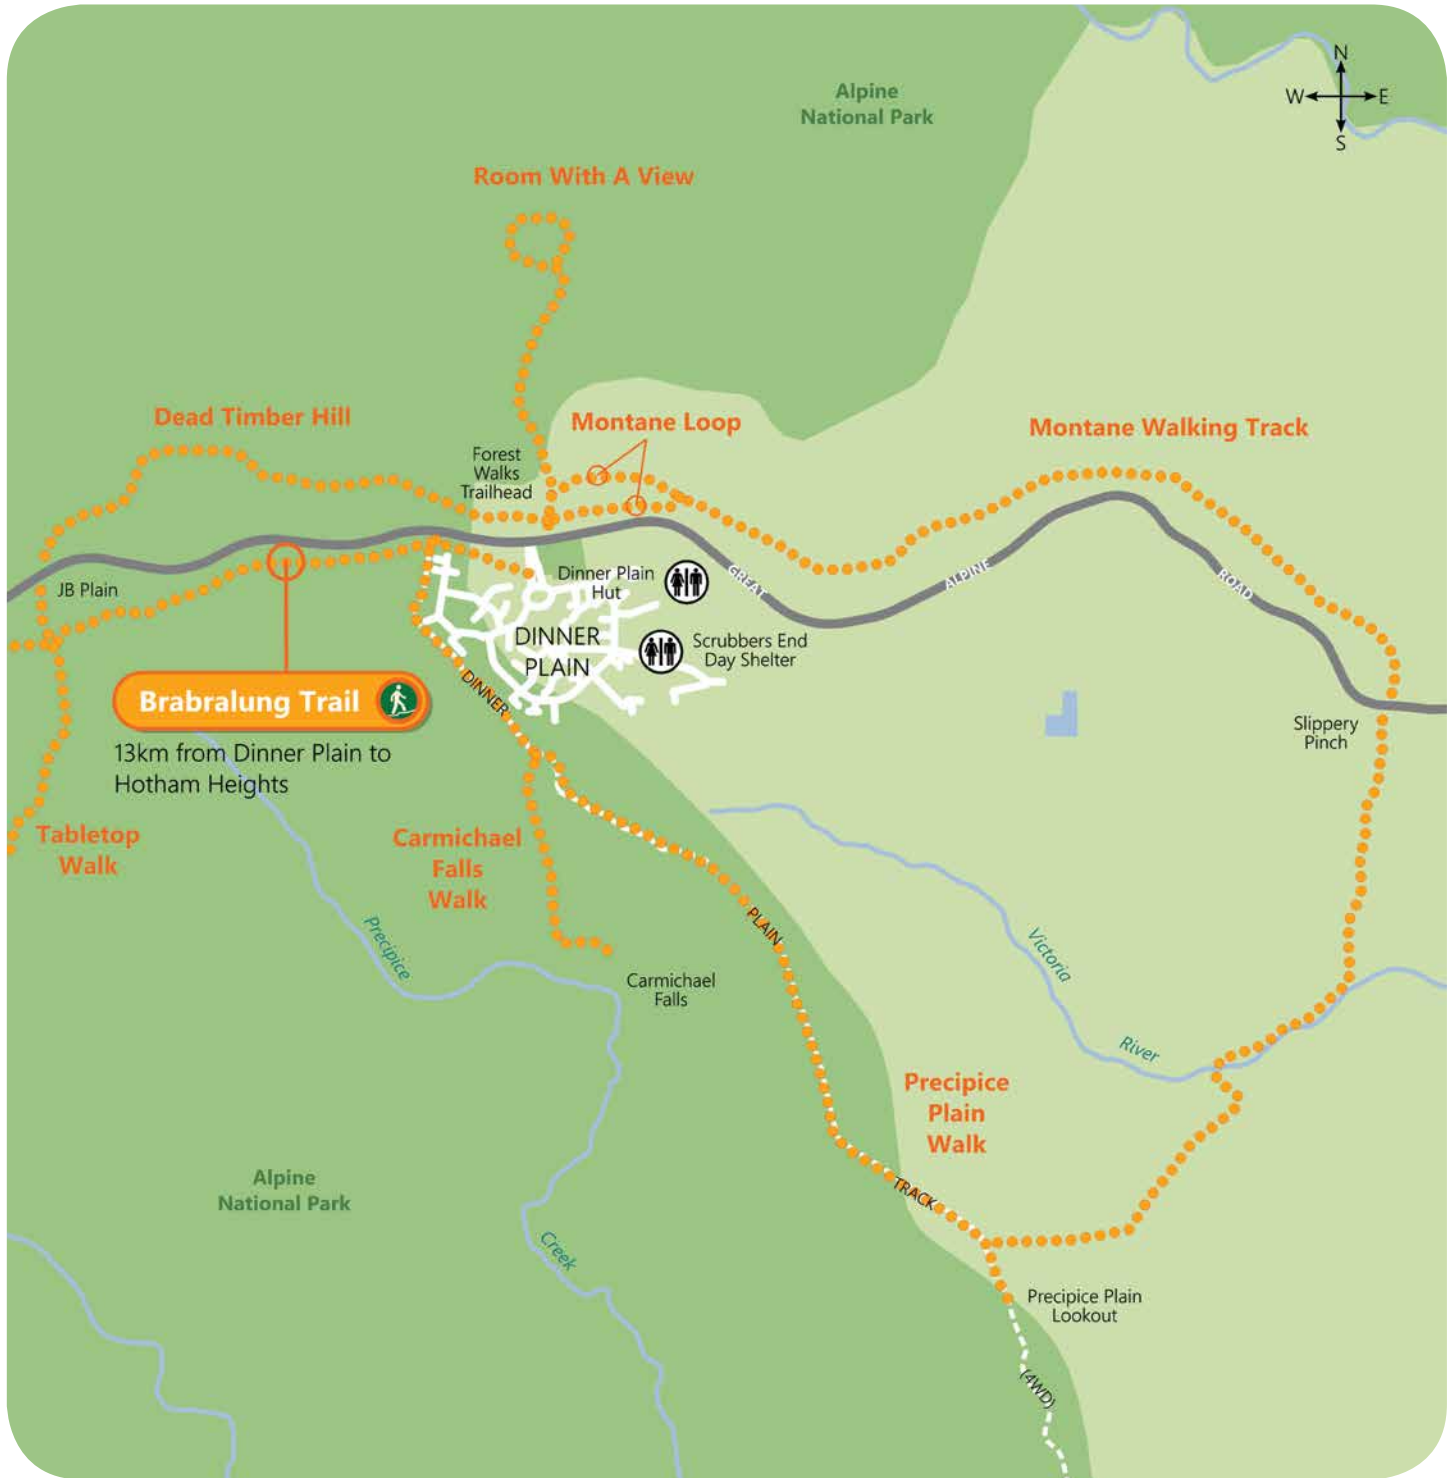 Alpine
National Park
N
W E
S
Room With A View
Dead Timber Hill
Montane Loop
Montane Walking Track
Forest
Walks
Trailhead
JB Plain
Dinner Plain
Hut
GREAT
ALPINE
ROAD
DINNER
PLAIN
Scrubbers End
Day Shelter
Brabralung Trail
13km from Dinner Plain to
Hotham Heights
DINNER
Slippery
Pinch
Tabletop
Walk
Carmichael
Falls
Walk
PLAIN
Precipice
Victoria
Carmichael
Falls
River
Precipice
Plain
Walk
Alpine
National Park
TRACK
Creek
Precipice Plain
Lookout
(4WD)